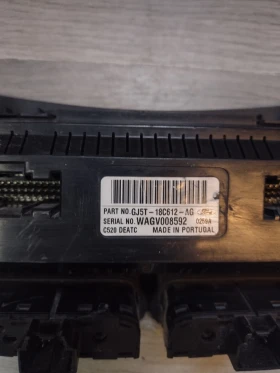 PART NO. GJ5T-18C612-AG
SERIAL NO. WAGV008592
C520 DEATC MADE IN PORTUGAL